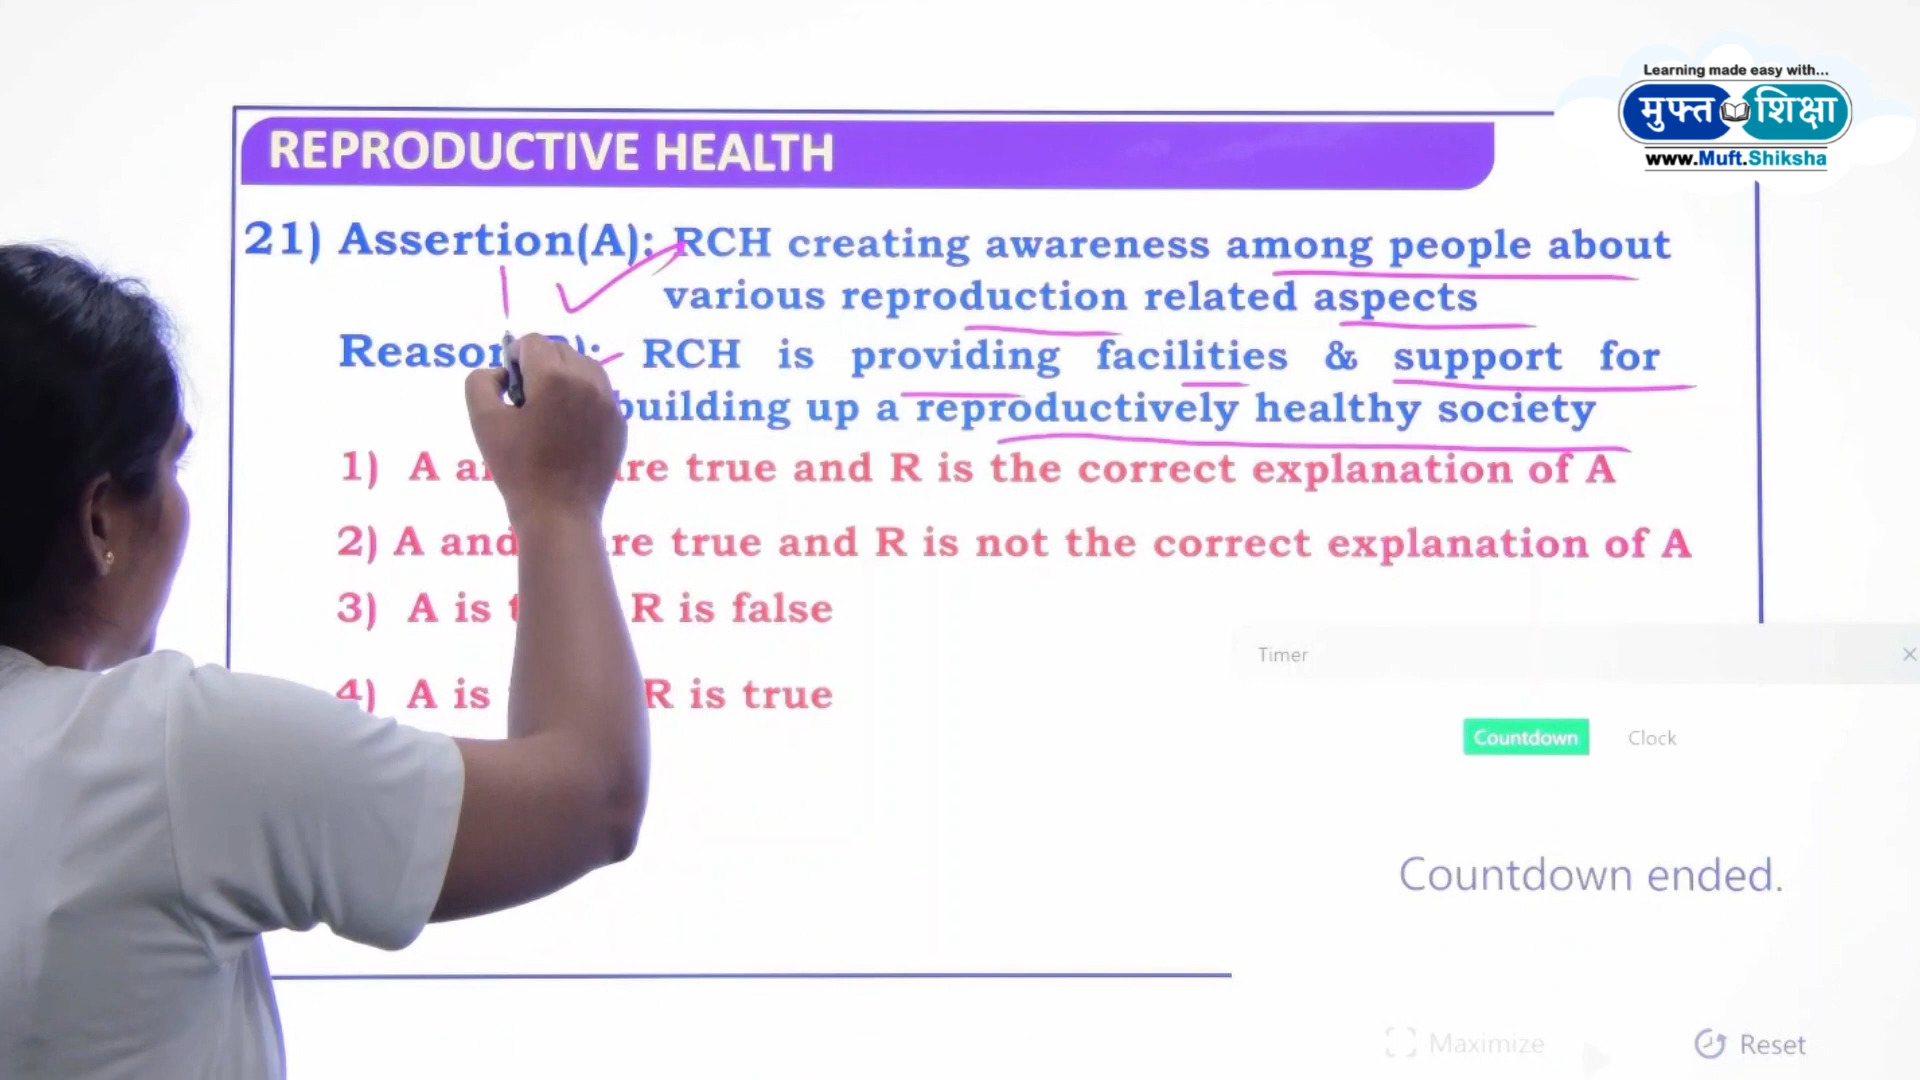 Learning made easy with...
मुफ्त शिक्षा
www.Muft.Shiksha
REPRODUCTIVE HEALTH
21) Assertion(A): RCH creating awareness among people about
various reproduction related aspects
RCH is providing facilities & support for
building up a reproductively healthy society
1) A are true and R is the correct explanation of A
2) A and are true and R is not the correct explanation of A
3) A is R is false
4) A is R is true
Timer
Countdown Clock
Countdown ended.
Maximize Reset